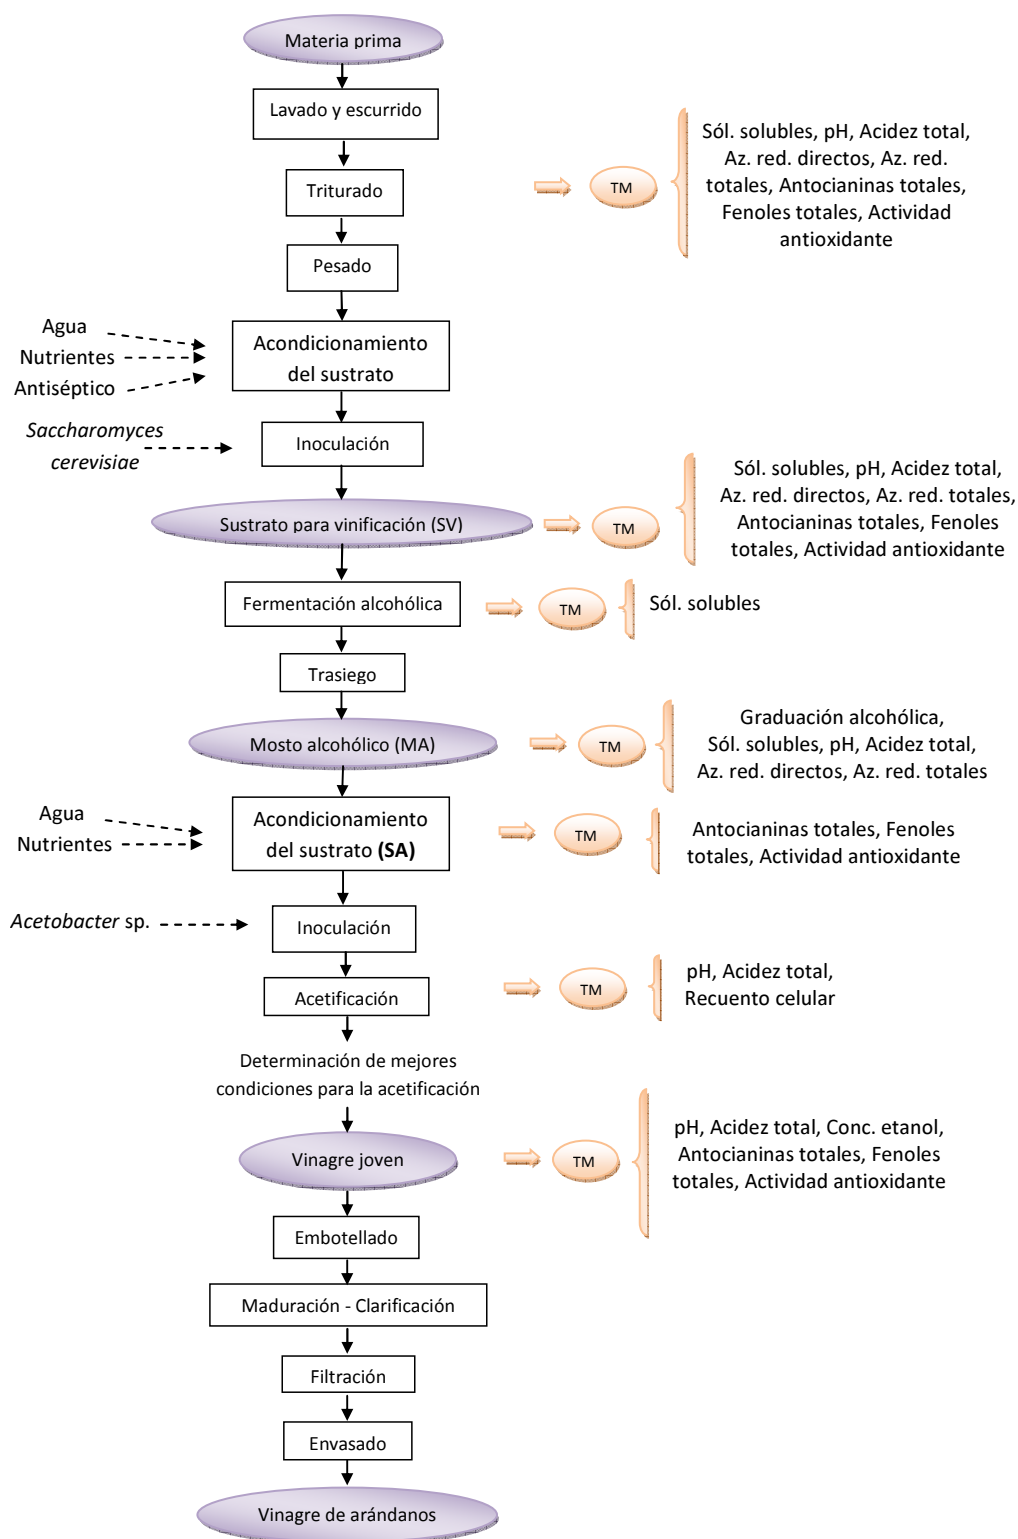 Materia prima
Lavado y escurrido
Triturado
TM
Sól. solubles, pH, Acidez total,
Az. red. directos, Az. red.
totales, Antocianinas totales,
Fenoles totales, Actividad
antioxidante
Pesado
Agua
Nutrientes
Antiséptico
Acondicionamiento
del sustrato
Saccharomyces
cerevisiae
Inoculación
Sustrato para vinificación (SV)
TM
Sól. solubles, pH, Acidez total,
Az. red. directos, Az. red. totales,
Antocianinas totales, Fenoles
totales, Actividad antioxidante
Fermentación alcohólica
TM
Sól. solubles
Trasiego
Mosto alcohólico (MA)
TM
Graduación alcohólica,
Sól. solubles, pH, Acidez total,
Az. red. directos, Az. red. totales
Agua
Nutrientes
Acondicionamiento
del sustrato (SA)
TM
Antocianinas totales, Fenoles
totales, Actividad antioxidante
Acetobacter sp.
Inoculación
Acetificación
TM
pH, Acidez total,
Recuento celular
Determinación de mejores
condiciones para la acetificación
Vinagre joven
TM
pH, Acidez total, Conc. etanol,
Antocianinas totales, Fenoles
totales, Actividad antioxidante
Embotellado
Maduración - Clarificación
Filtración
Envasado
Vinagre de arándanos